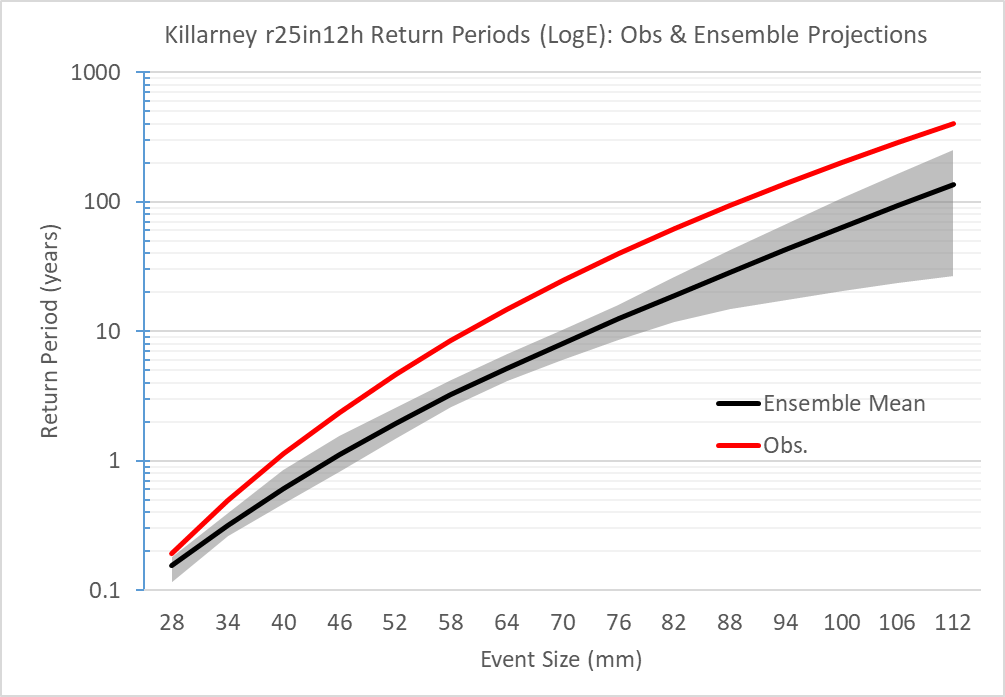 Killarney r25in12h Return Periods (LogE): Obs & Ensemble Projections
1000
100
10
1
0.1
Return Period (years)
Ensemble Mean
Obs.
28 34 40 46 52 58 64 70 76 82 88 94 100 106 112
Event Size (mm)